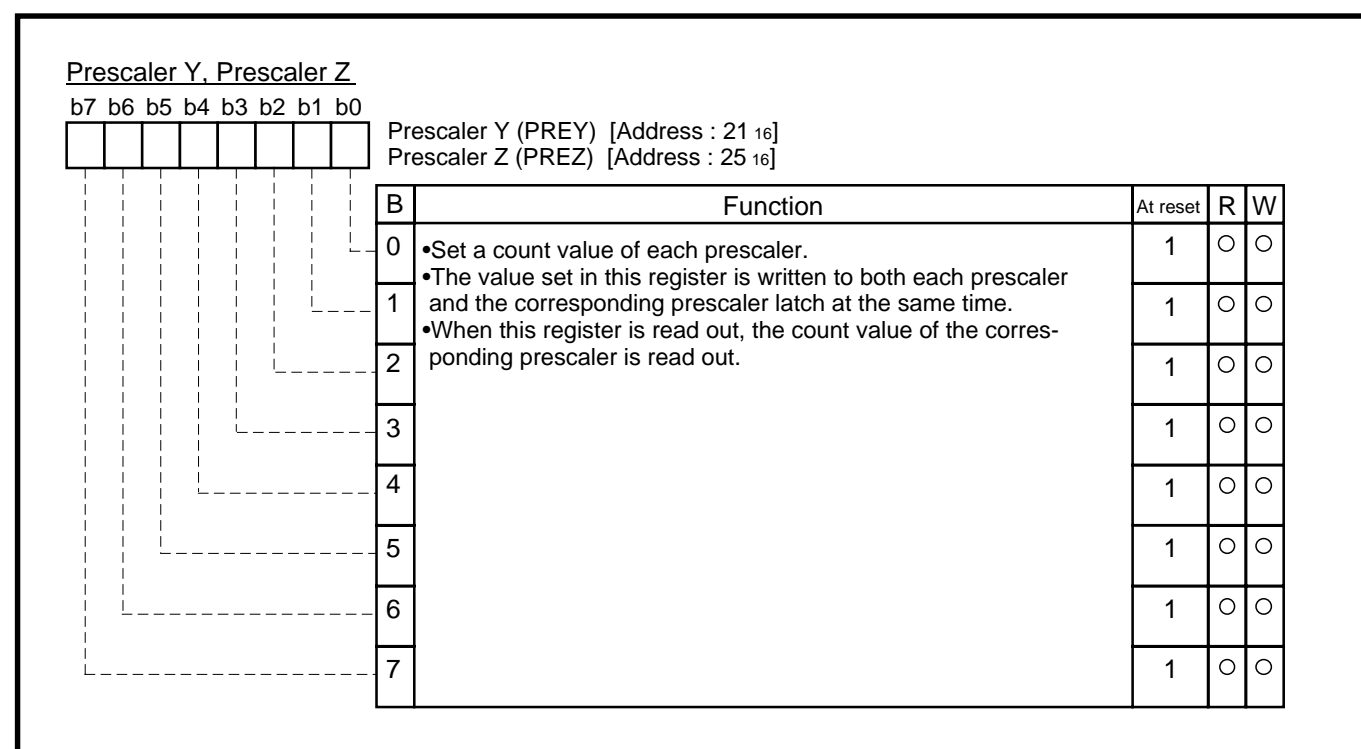 Prescaler Y, Prescaler Z
b7 b6 b5 b4 b3 b2 b1 b0
Prescaler Y (PREY) [Address : 21 16]
Prescaler Z (PREZ) [Address : 25 16]
B Function At reset R W
0 •Set a count value of each prescaler. 1 ○ ○
•The value set in this register is written to both each prescaler
1 and the corresponding prescaler latch at the same time. 1 ○ ○
•When this register is read out, the count value of the corres-
2 ponding prescaler is read out. 1 ○ ○
3 1 ○ ○
4 1 ○ ○
5 1 ○ ○
6 1 ○ ○
7 1 ○ ○